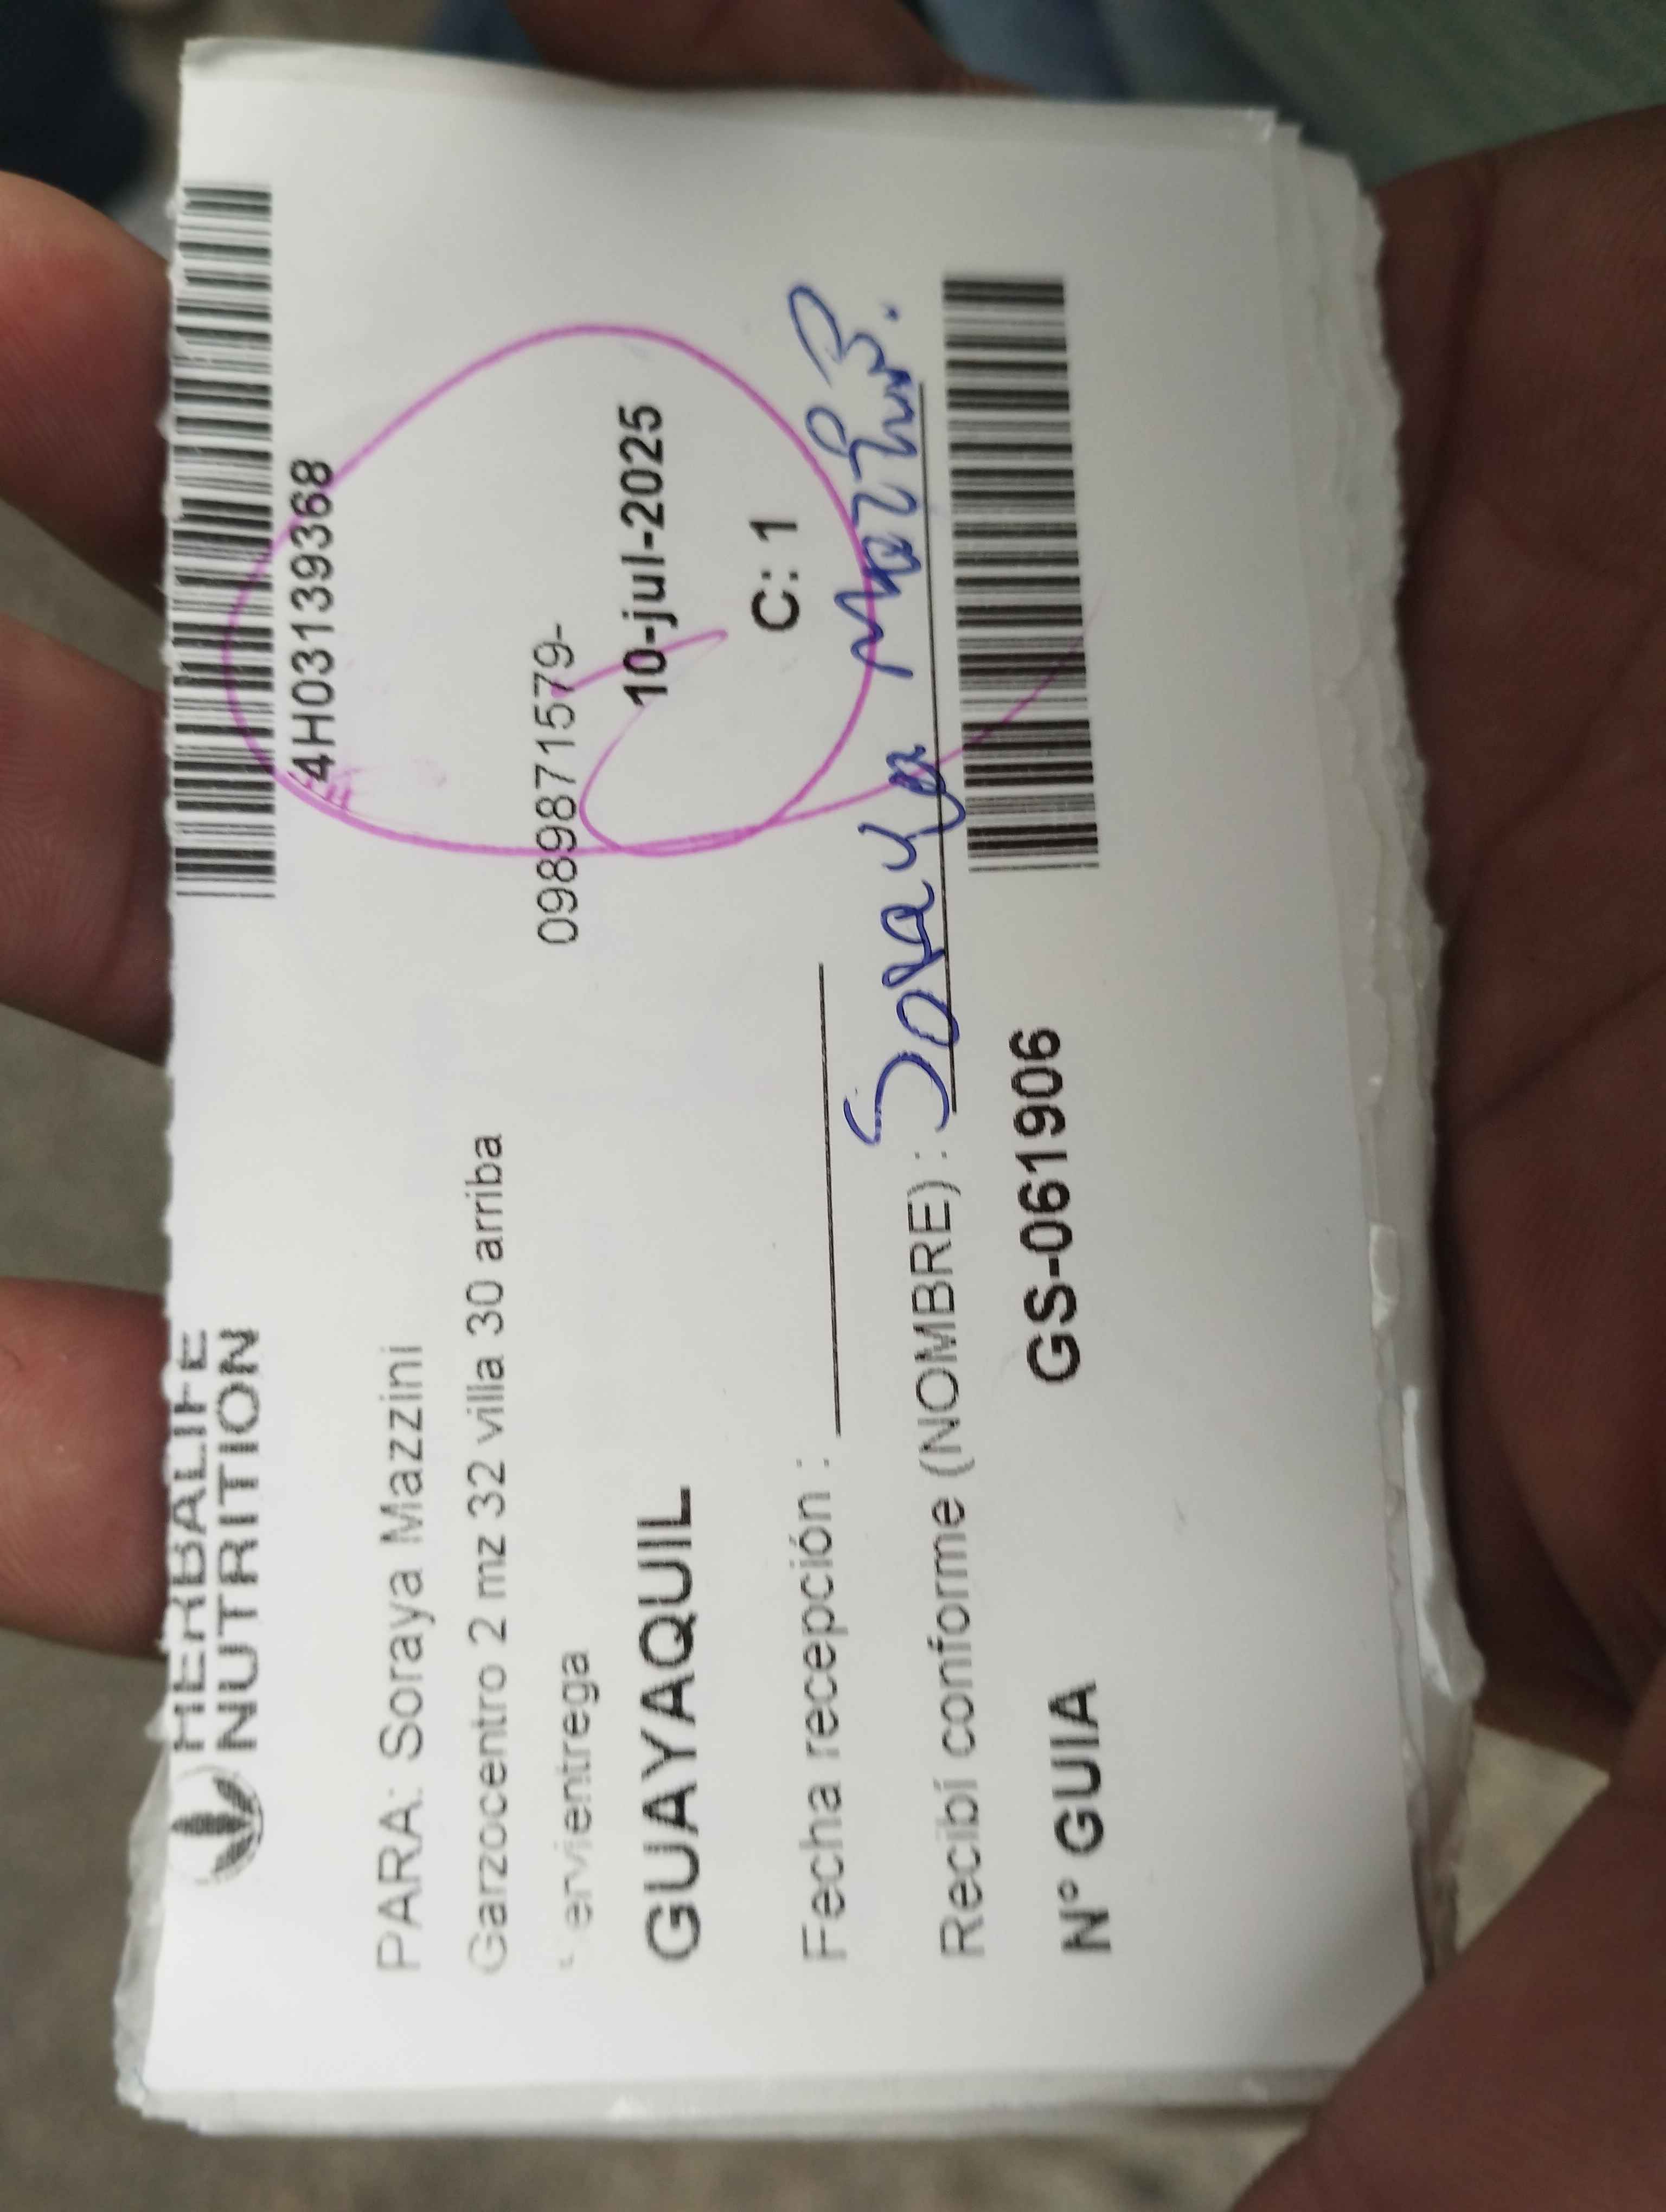 HERBALIFE
NUTRITION
4H03139368
PARA: Soraya Mazzini
Garzocentro 2 mz 32 villa 30 arriba
ervientrega 0989871579-
GUAYAQUIL 10-jul-2025
C: 1
Fecha recepción :
Recibí conforme (NOMBRE) : Soraya Mazzini
N° GUIA GS-061906